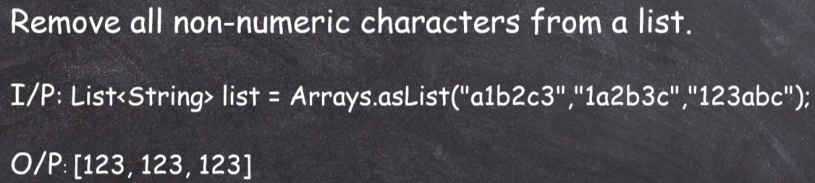 Remove all non-numeric characters from a list.
I/P: List<String> list = Arrays.asList("a1b2c3","1a2b3c","123abc");
O/P: [123, 123, 123]